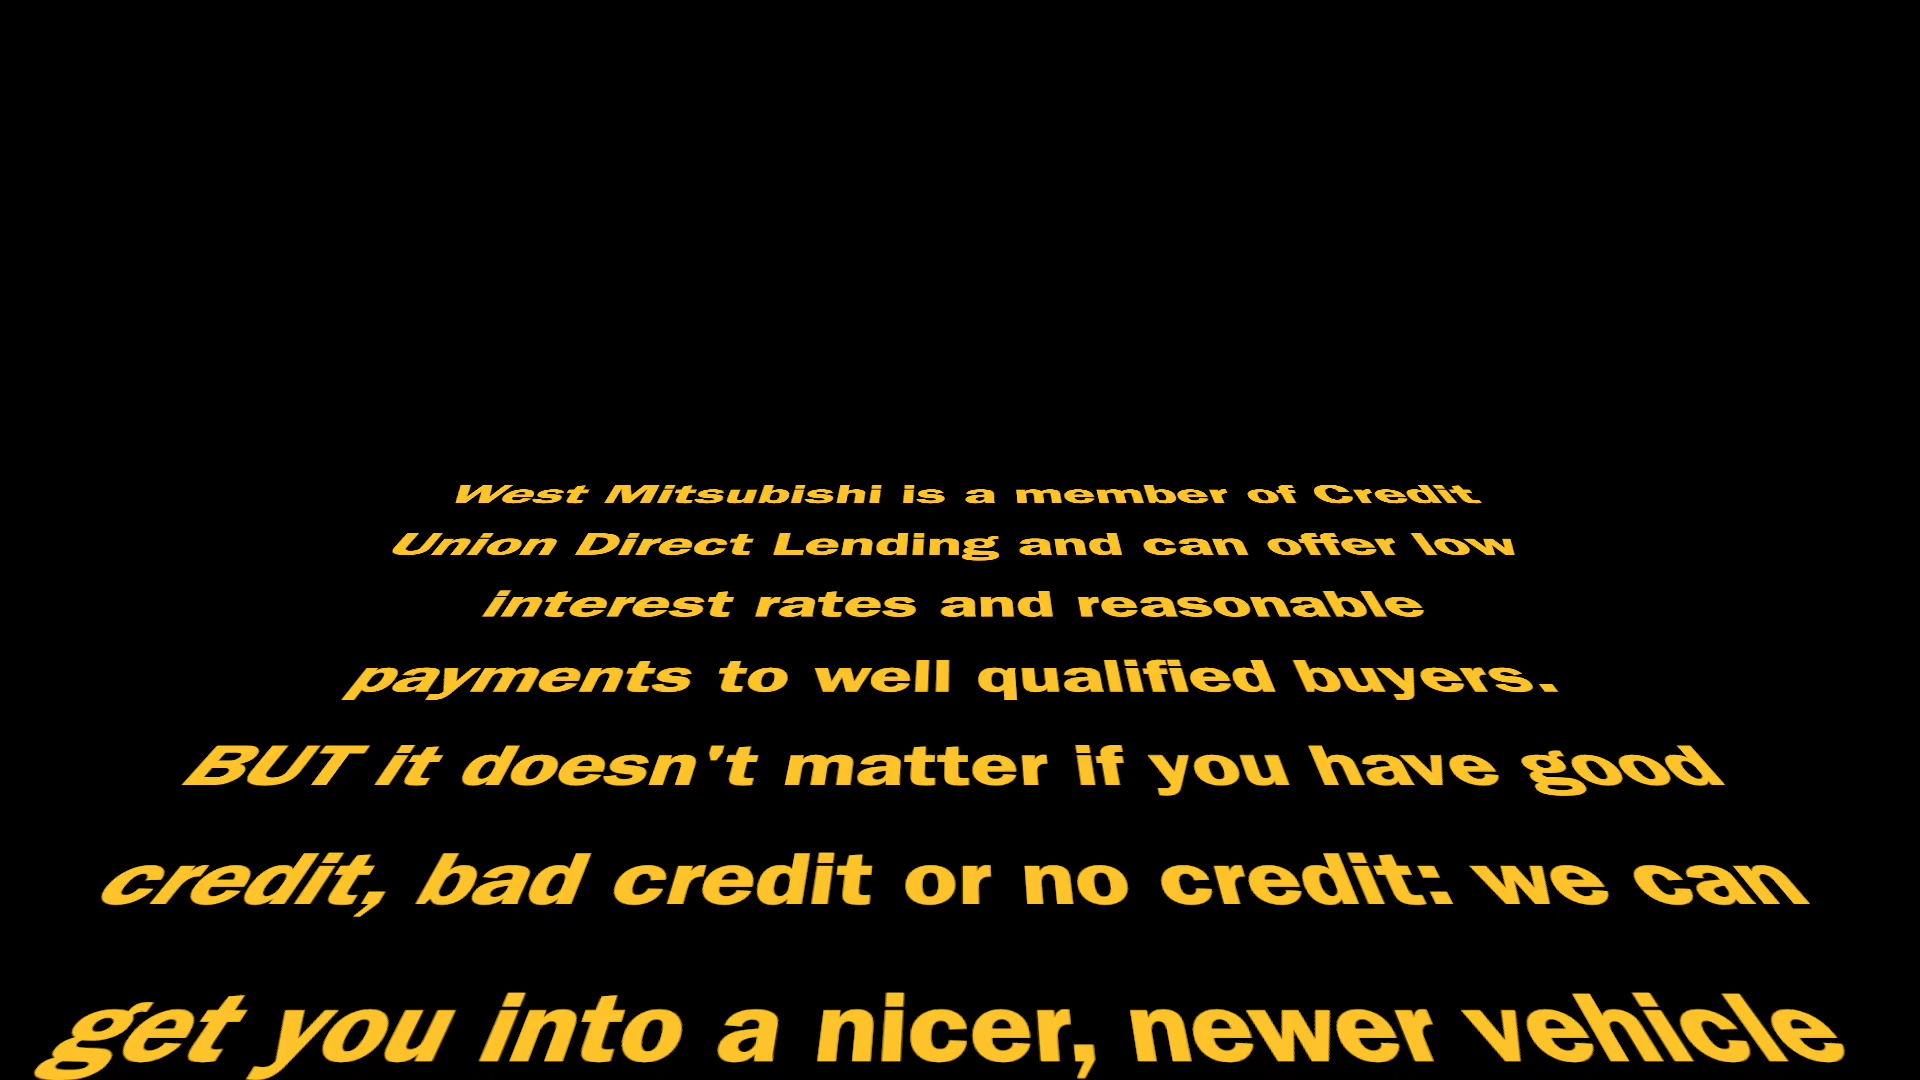 West Mitsubishi is a member of Credit
Union Direct Lending and can offer low
interest rates and reasonable
payments to well qualified buyers.
BUT it doesn't matter if you have good
credit, bad credit or no credit: we can
get you into a nicer, newer vehicle